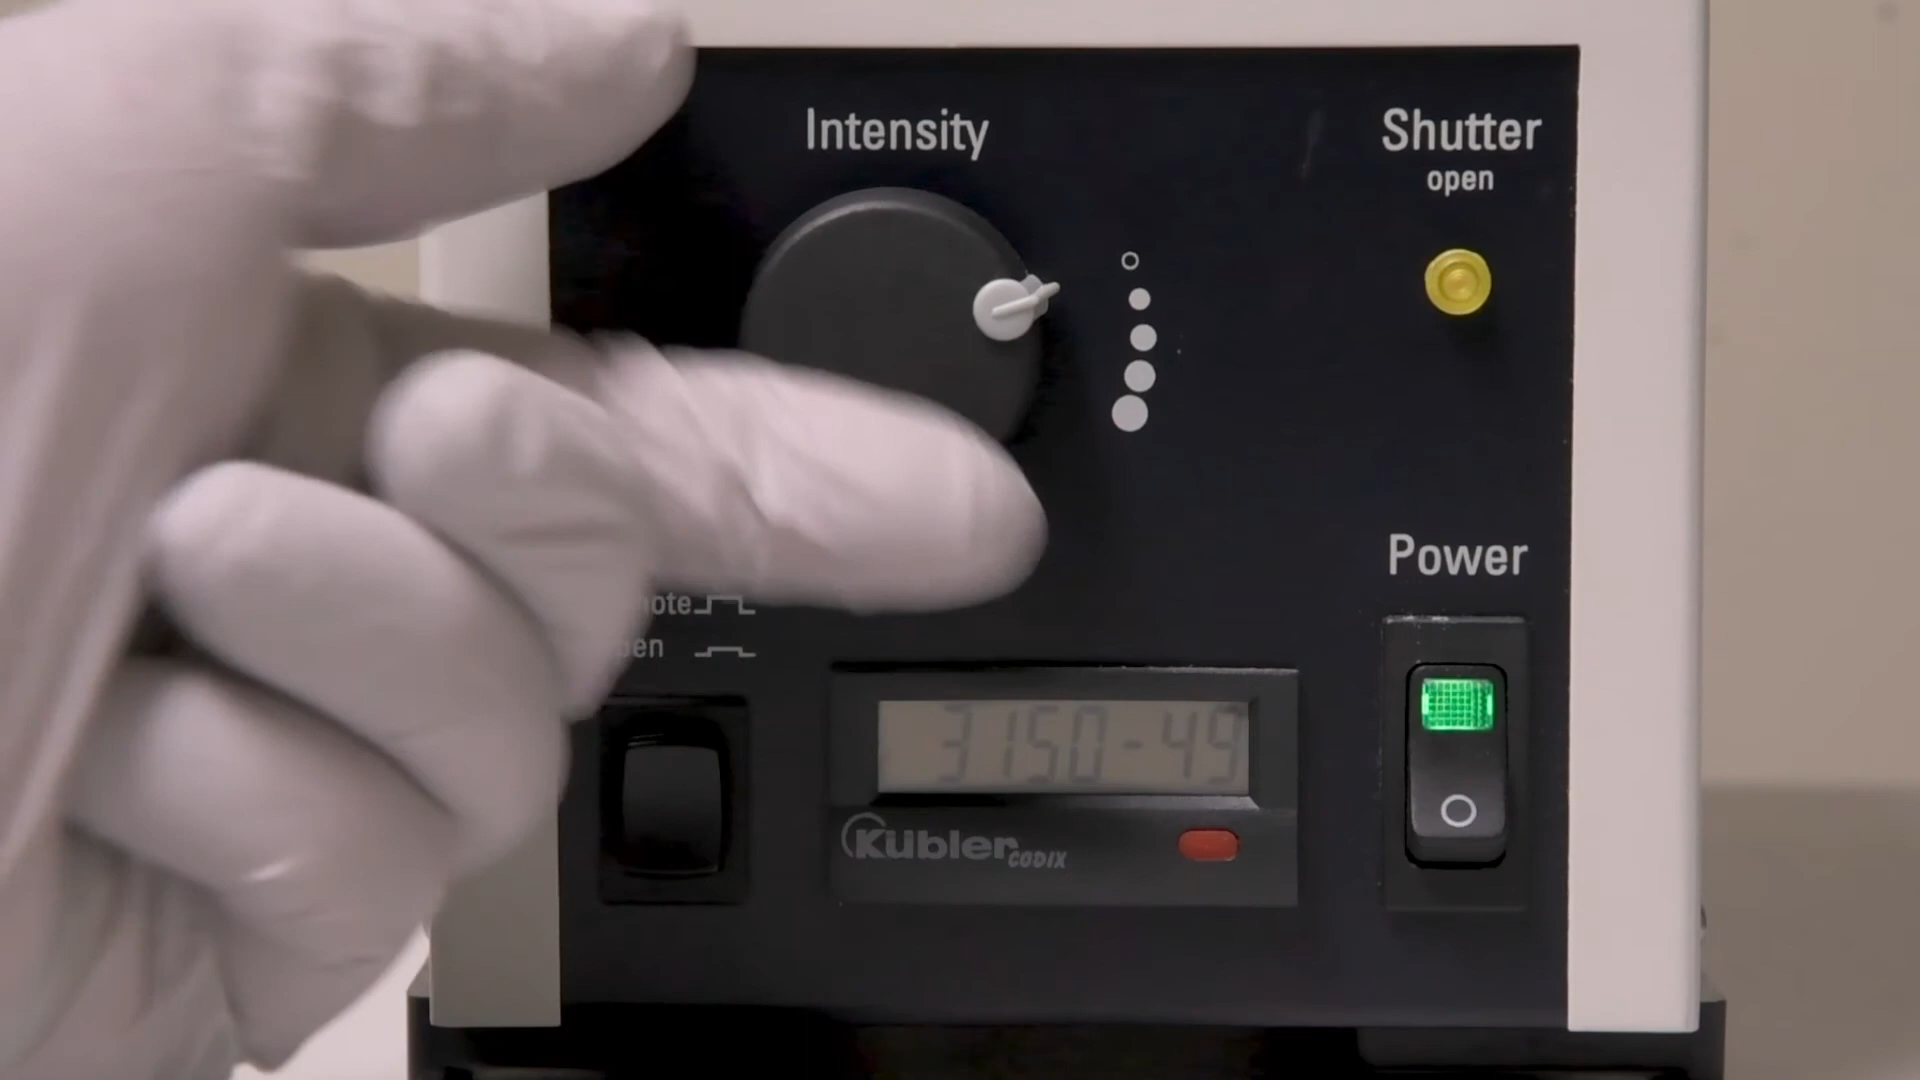 Intensity
Shutter
open
Power
3150-49
Kübler
CODIX